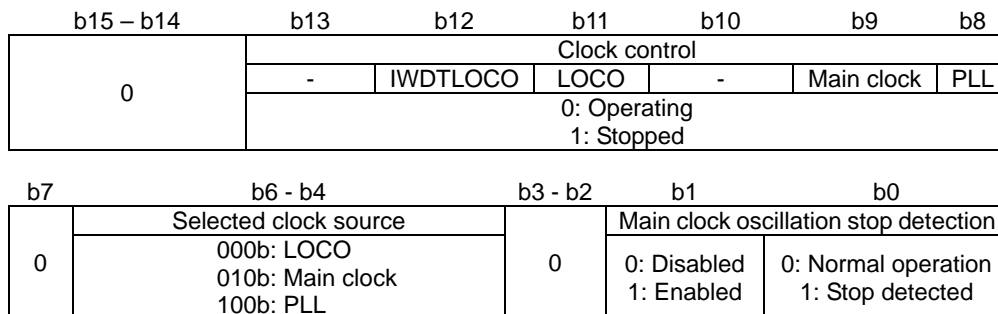 b15 – b14 b13 b12 b11 b10 b9 b8
0
Clock control
- IWDTLOCO LOCO - Main clock PLL
0: Operating
1: Stopped
b7 b6 - b4 b3 - b2 b1 b0
0
Selected clock source
000b: LOCO
010b: Main clock
100b: PLL
0
Main clock oscillation stop detection
0: Disabled
1: Enabled
0: Normal operation
1: Stop detected